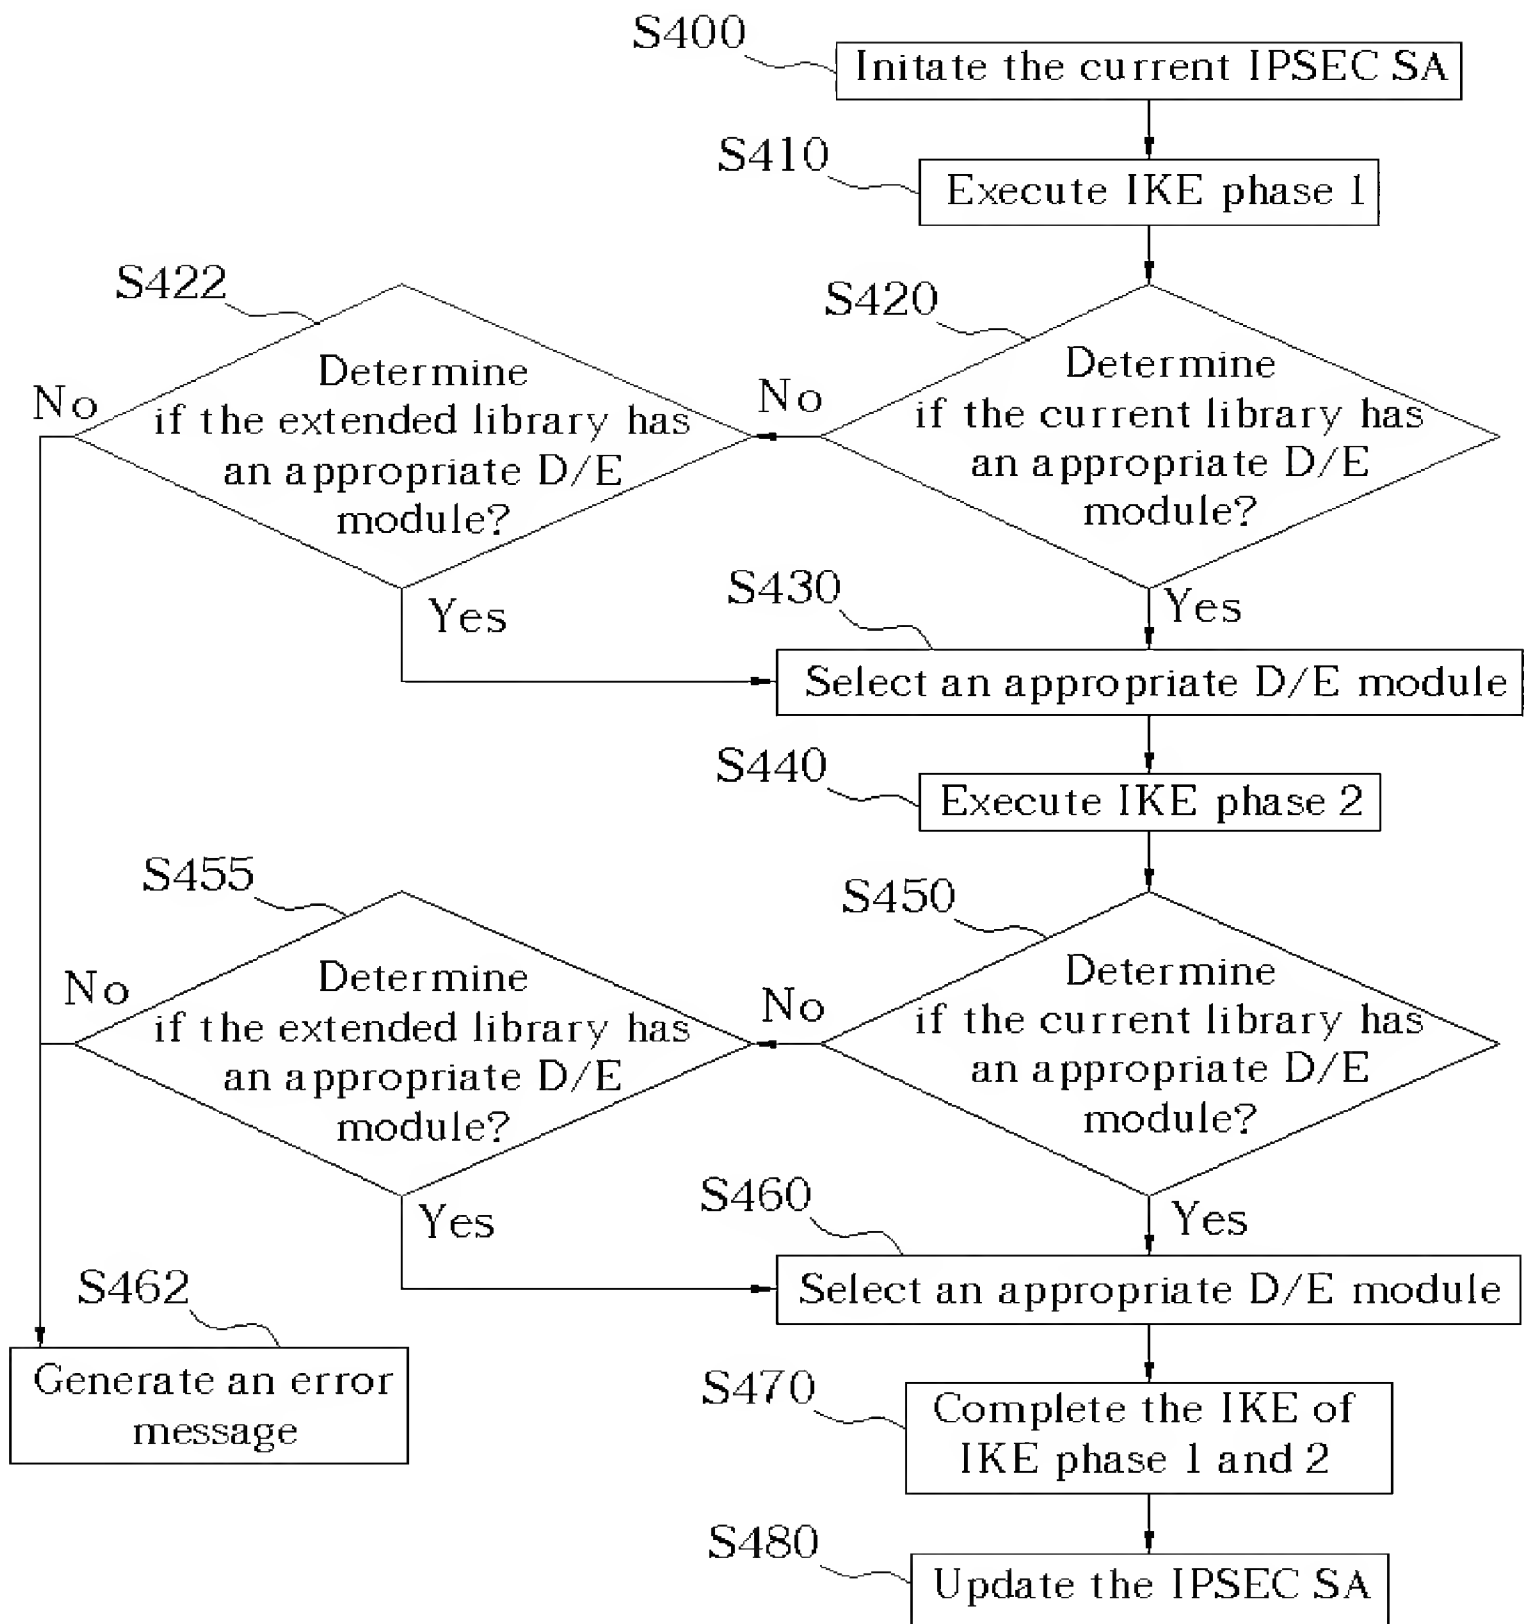 S400
Initate the current IPSEC SA
S410
Execute IKE phase 1
S422
S420
Determine
if the extended library has
an appropriate D/E
module?
No
No
Determine
if the current library has
an appropriate D/E
module?
Yes
Yes
S430
Select an appropriate D/E module
S440
Execute IKE phase 2
S455
S450
Determine
if the extended library has
an appropriate D/E
module?
No
No
Determine
if the current library has
an appropriate D/E
module?
Yes
Yes
S460
Select an appropriate D/E module
S462
Generate an error
message
S470
Complete the IKE of
IKE phase 1 and 2
S480
Update the IPSEC SA